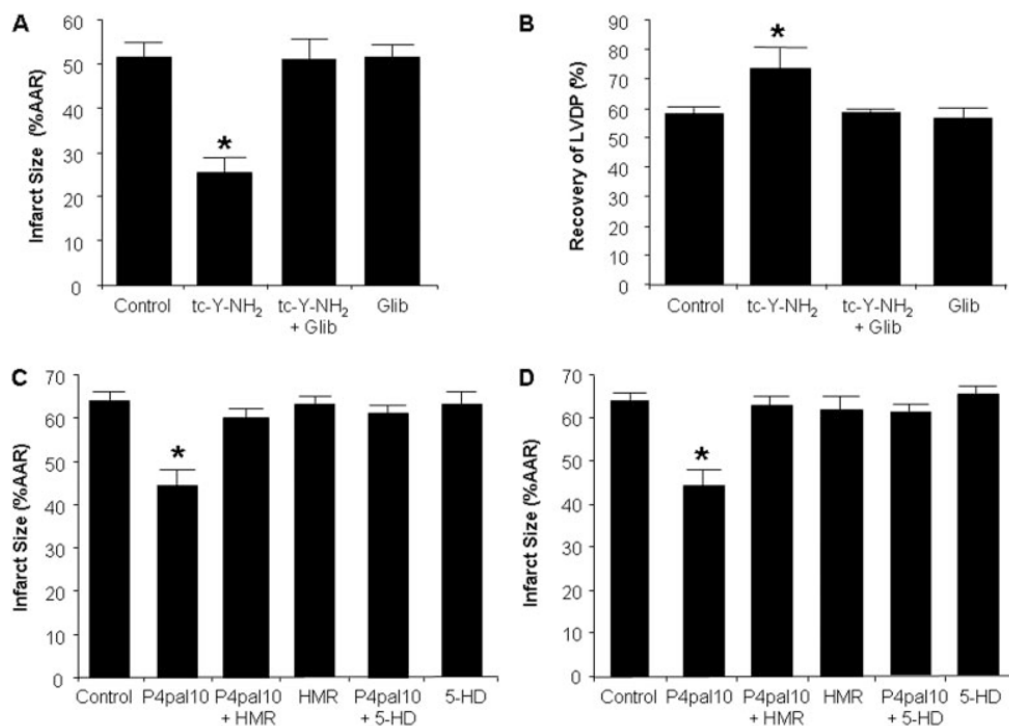 A
Infarct Size (%AAR)
60
50
40
30
20
10
0
*
Control
tc-Y-NH₂
tc-Y-NH₂
+ Glib
Glib
B
Recovery of LVDP (%)
90
80
70
60
50
40
30
20
10
0
*
Control
tc-Y-NH₂
tc-Y-NH₂
+ Glib
Glib
C
Infarct Size (%AAR)
70
60
50
40
30
20
10
0
*
Control
P4pal10
P4pal10
+ HMR
HMR
P4pal10
+ 5-HD
5-HD
D
Infarct Size (%AAR)
70
60
50
40
30
20
10
0
*
Control
P4pal10
P4pal10
+ HMR
HMR
P4pal10
+ 5-HD
5-HD